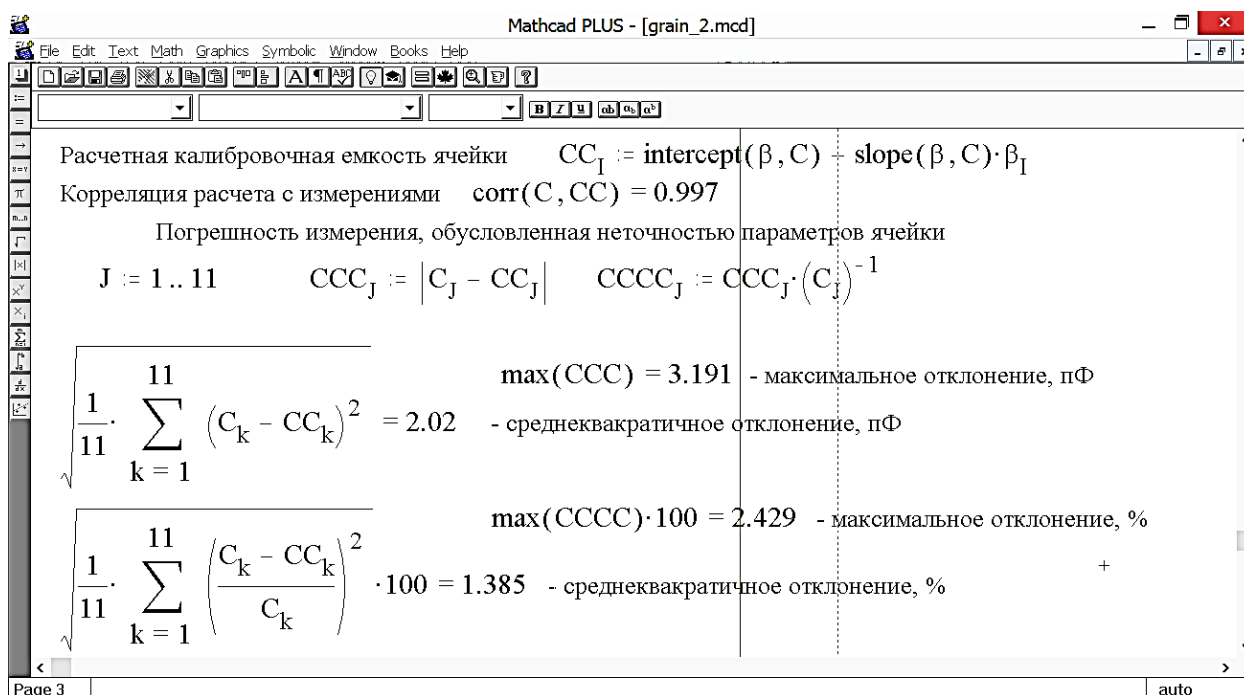 Mathcad PLUS - [grain_2.mcd]
File Edit Text Math Graphics Symbolic Window Books Help
B I U ab
Расчетная калибровочная емкость ячейки CC_I := intercept(β, C) + slope(β, C)·β_I
Корреляция расчета с измерениями corr(C, CC) = 0.997
Погрешность измерения, обусловленная неточностью параметров ячейки
J := 1 .. 11 CCC_J := |C_J − CC_J| CCCC_J := CCC_J·(C_J)^-1
max(CCC) = 3.191 - максимальное отклонение, пФ
√(1/11 · ∑_{k = 1}^{11} (C_k − CC_k)^2) = 2.02 - среднеквакратичное отклонение, пФ
max(CCCC)·100 = 2.429 - максимальное отклонение, %
√(1/11 · ∑_{k = 1}^{11} ((C_k − CC_k)/C_k)^2) ·100 = 1.385 - среднеквакратичное отклонение, %
Page 3 auto